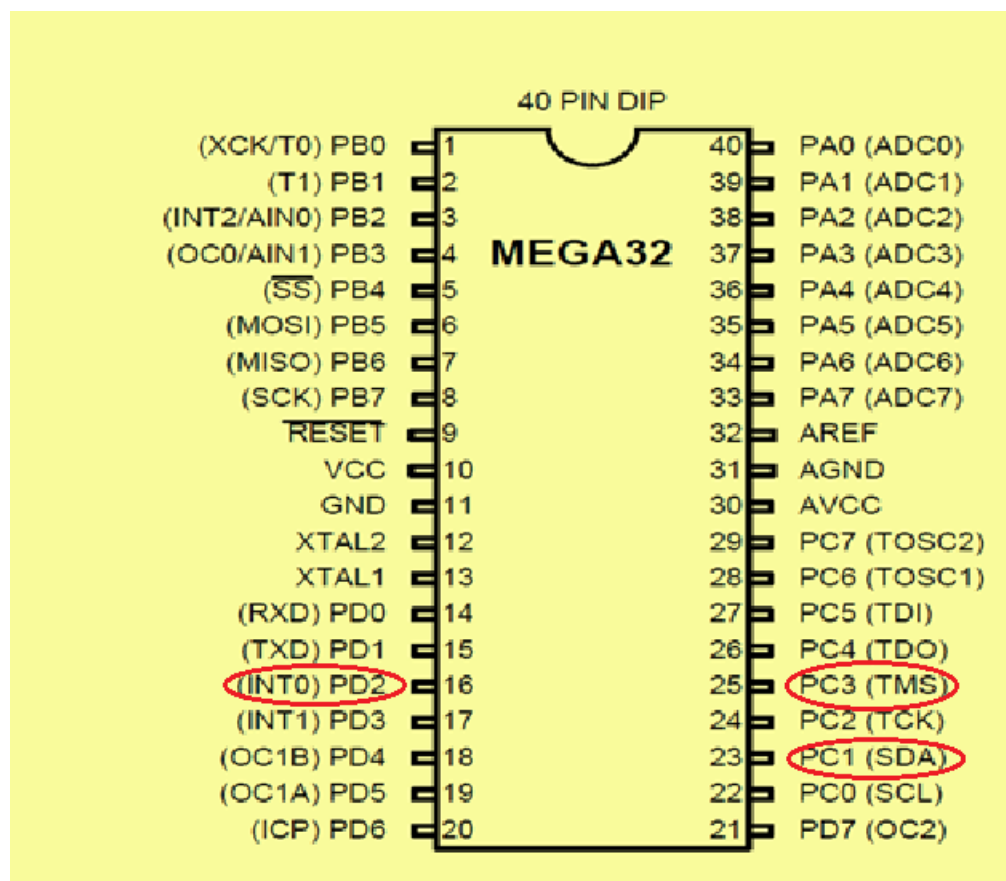 40 PIN DIP
MEGA32
(XCK/T0) PB0 1 40 PA0 (ADC0)
(T1) PB1 2 39 PA1 (ADC1)
(INT2/AIN0) PB2 3 38 PA2 (ADC2)
(OC0/AIN1) PB3 4 37 PA3 (ADC3)
(S̅S̅) PB4 5 36 PA4 (ADC4)
(MOSI) PB5 6 35 PA5 (ADC5)
(MISO) PB6 7 34 PA6 (ADC6)
(SCK) PB7 8 33 PA7 (ADC7)
R̅E̅S̅E̅T̅ 9 32 AREF
VCC 10 31 AGND
GND 11 30 AVCC
XTAL2 12 29 PC7 (TOSC2)
XTAL1 13 28 PC6 (TOSC1)
(RXD) PD0 14 27 PC5 (TDI)
(TXD) PD1 15 26 PC4 (TDO)
(INT0) PD2 16 25 PC3 (TMS)
(INT1) PD3 17 24 PC2 (TCK)
(OC1B) PD4 18 23 PC1 (SDA)
(OC1A) PD5 19 22 PC0 (SCL)
(ICP) PD6 20 21 PD7 (OC2)